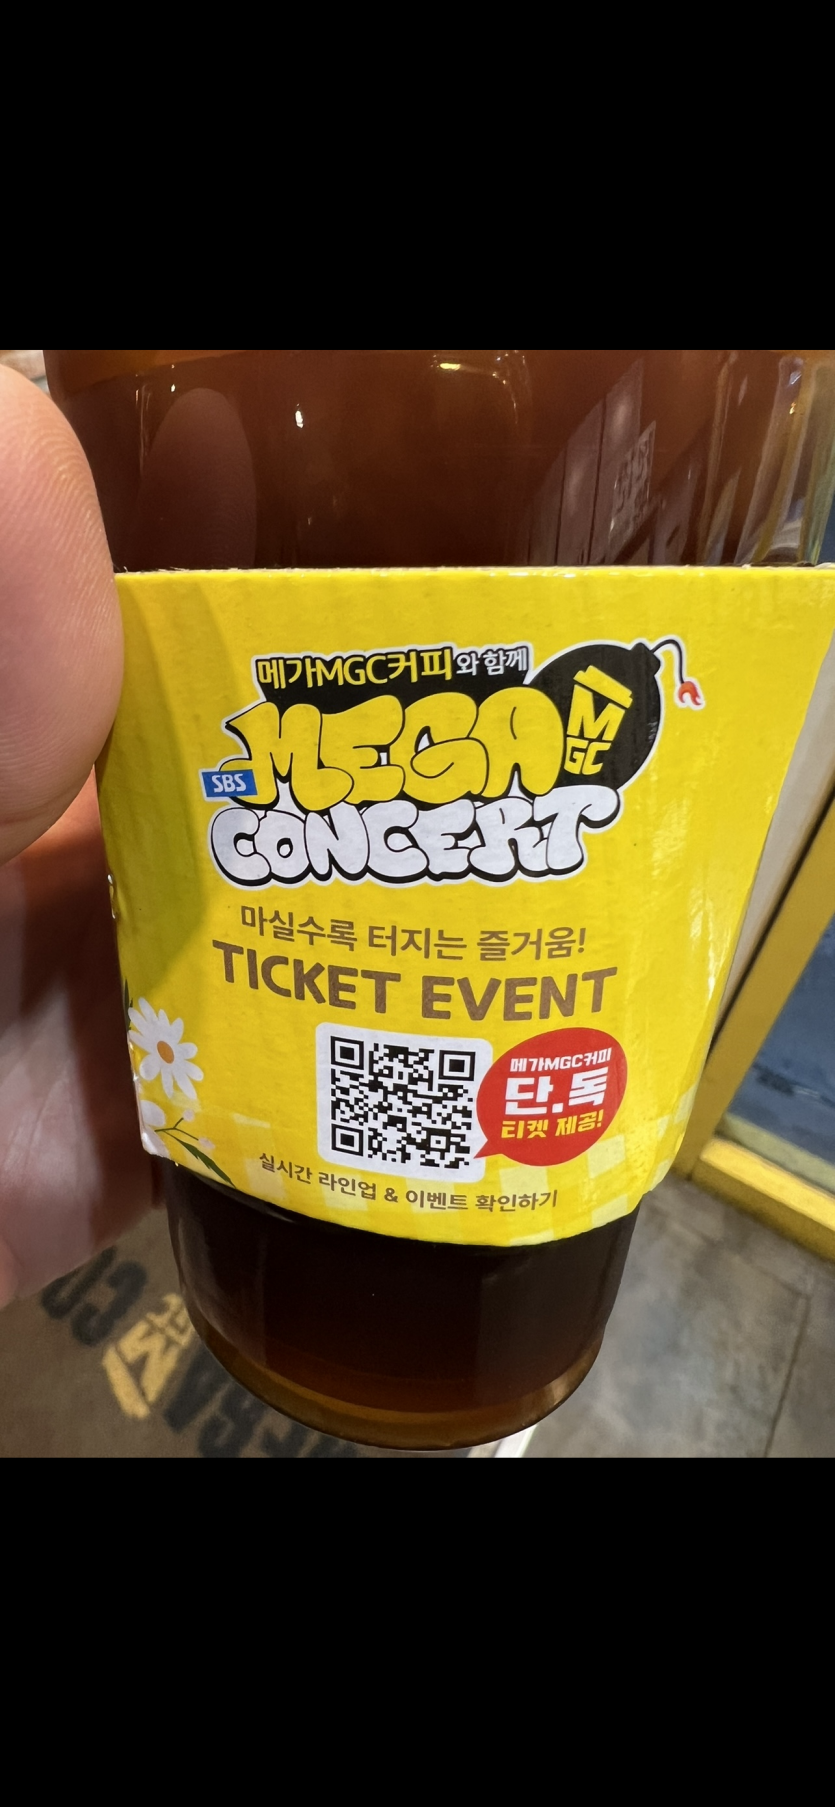 메가MGC커피와 함께
MEGA
M
GC
SBS
CONCERT
마실수록 터지는 즐거움!
TICKET EVENT
메가MGC커피
단.독
티켓 제공!
실시간 라인업 & 이벤트 확인하기